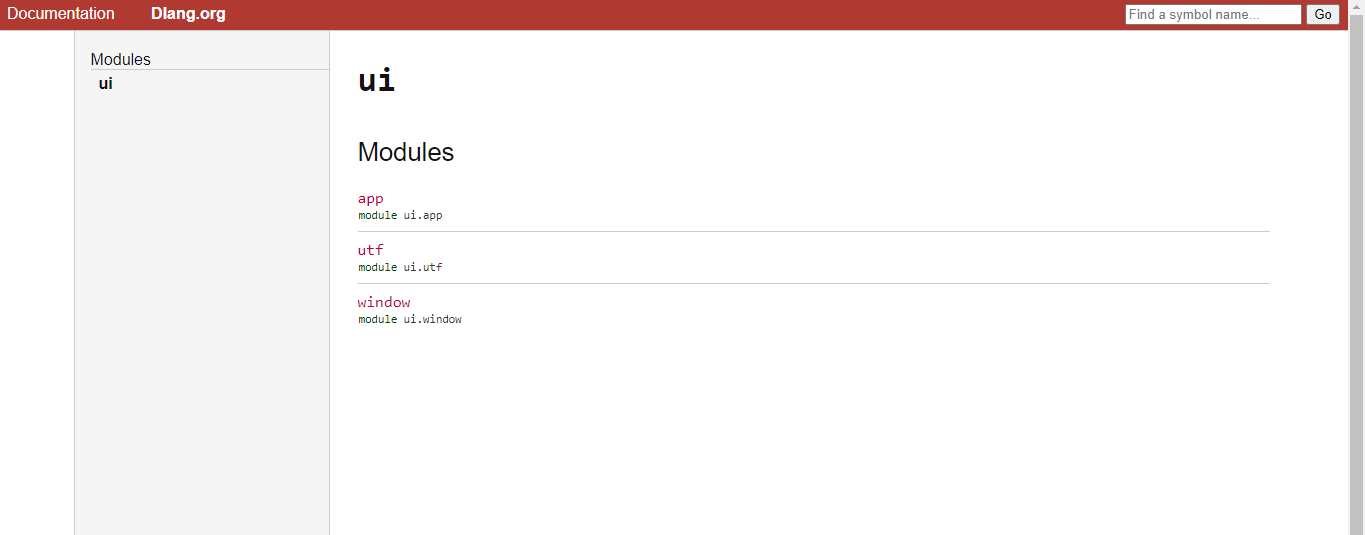 Documentation Dlang.org Find a symbol name... Go
Modules
ui
ui
Modules
app
module ui.app
utf
module ui.utf
window
module ui.window